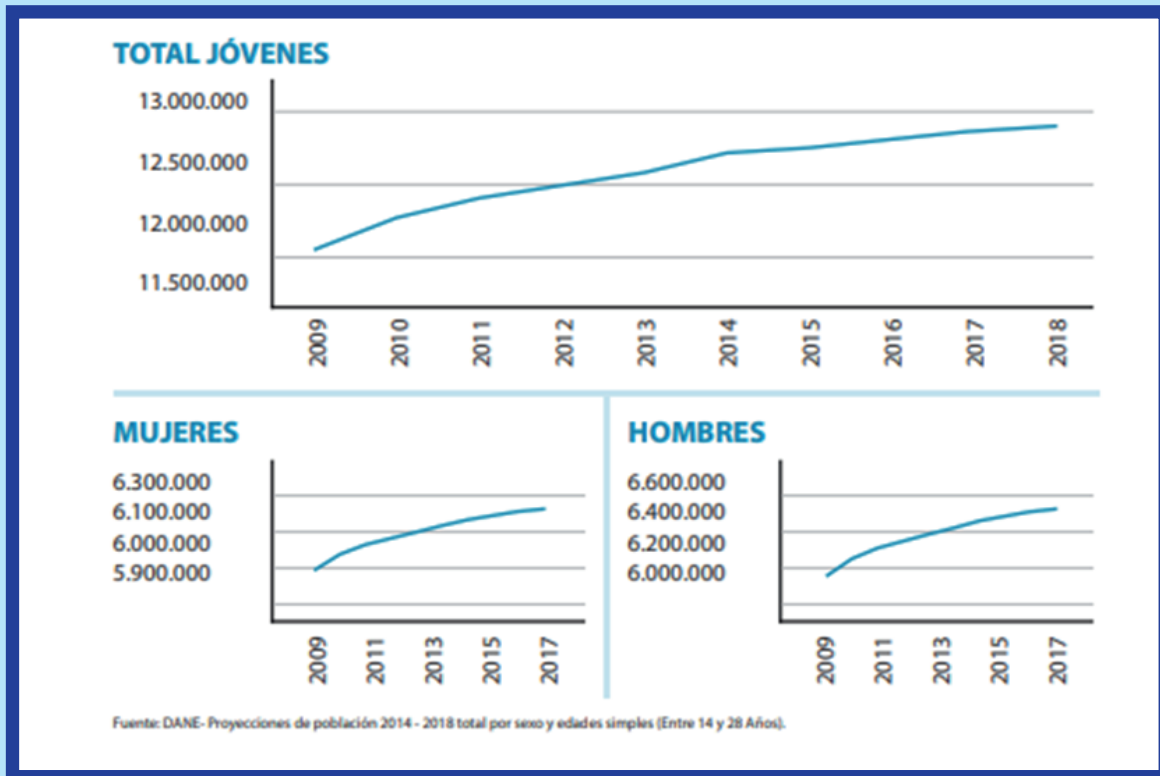 TOTAL JÓVENES
13.000.000
12.500.000
12.000.000
11.500.000
2009 2010 2011 2012 2013 2014 2015 2016 2017 2018
MUJERES
6.300.000
6.100.000
6.000.000
5.900.000
2009 2011 2013 2015 2017
HOMBRES
6.600.000
6.400.000
6.200.000
6.000.000
2009 2011 2013 2015 2017
Fuente: DANE- Proyecciones de población 2014 - 2018 total por sexo y edades simples (Entre 14 y 28 Años).